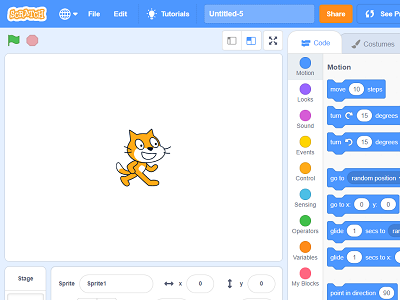 SCRATCH
File Edit Tutorials Untitled-5 Share See P
Code Costumes
Motion
Looks
Sound
Events
Control
Sensing
Operators
Variables
My Blocks
Motion
move 10 steps
turn 15 degrees
turn 15 degrees
go to random position
go to x: 0 y: 0
glide 1 secs to
glide 1 secs to x:
point in direction 90
Stage
Sprite Sprite1 x 0 y 0